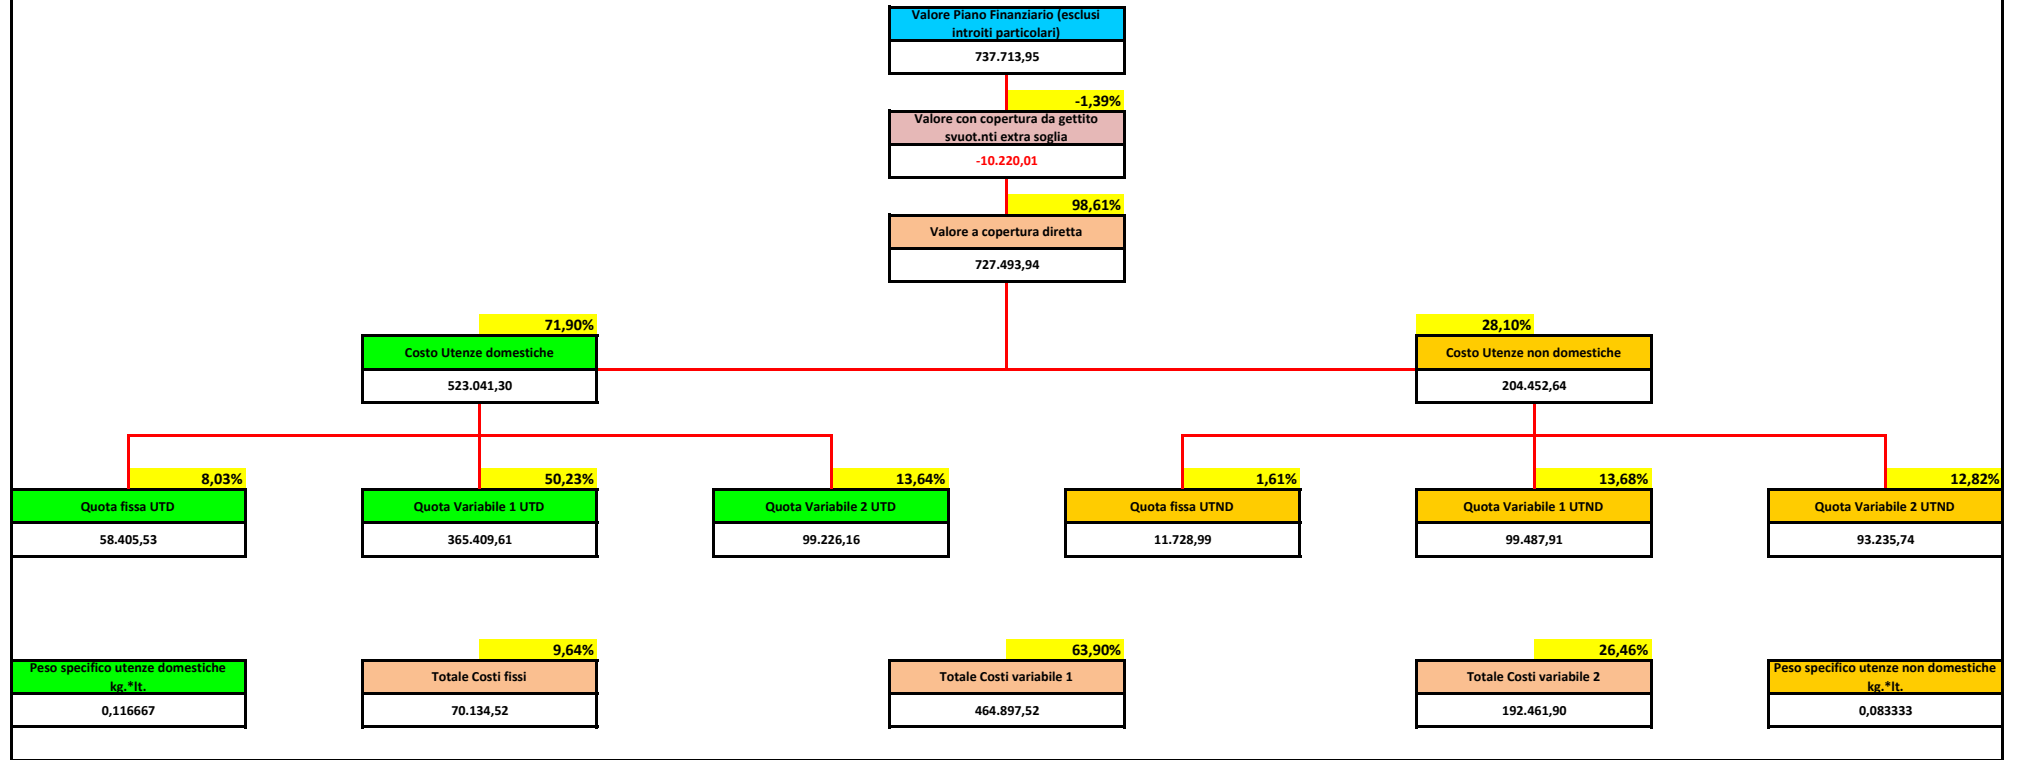 Valore Piano Finanziario (esclusi
introiti particolari)
737.713,95
-1,39%
Valore con copertura da gettito
svuot.nti extra soglia
-10.220,01
98,61%
Valore a copertura diretta
727.493,94
71,90%
28,10%
Costo Utenze domestiche
Costo Utenze non domestiche
523.041,30
204.452,64
8,03%
50,23%
13,64%
1,61%
13,68%
12,82%
Quota fissa UTD
Quota Variabile 1 UTD
Quota Variabile 2 UTD
Quota fissa UTND
Quota Variabile 1 UTND
Quota Variabile 2 UTND
58.405,53
365.409,61
99.226,16
11.728,99
99.487,91
93.235,74
9,64%
63,90%
26,46%
Peso specifico utenze domestiche
kg.*lt.
Totale Costi fissi
Totale Costi variabile 1
Totale Costi variabile 2
Peso specifico utenze non domestiche
kg.*lt.
0,116667
70.134,52
464.897,52
192.461,90
0,083333